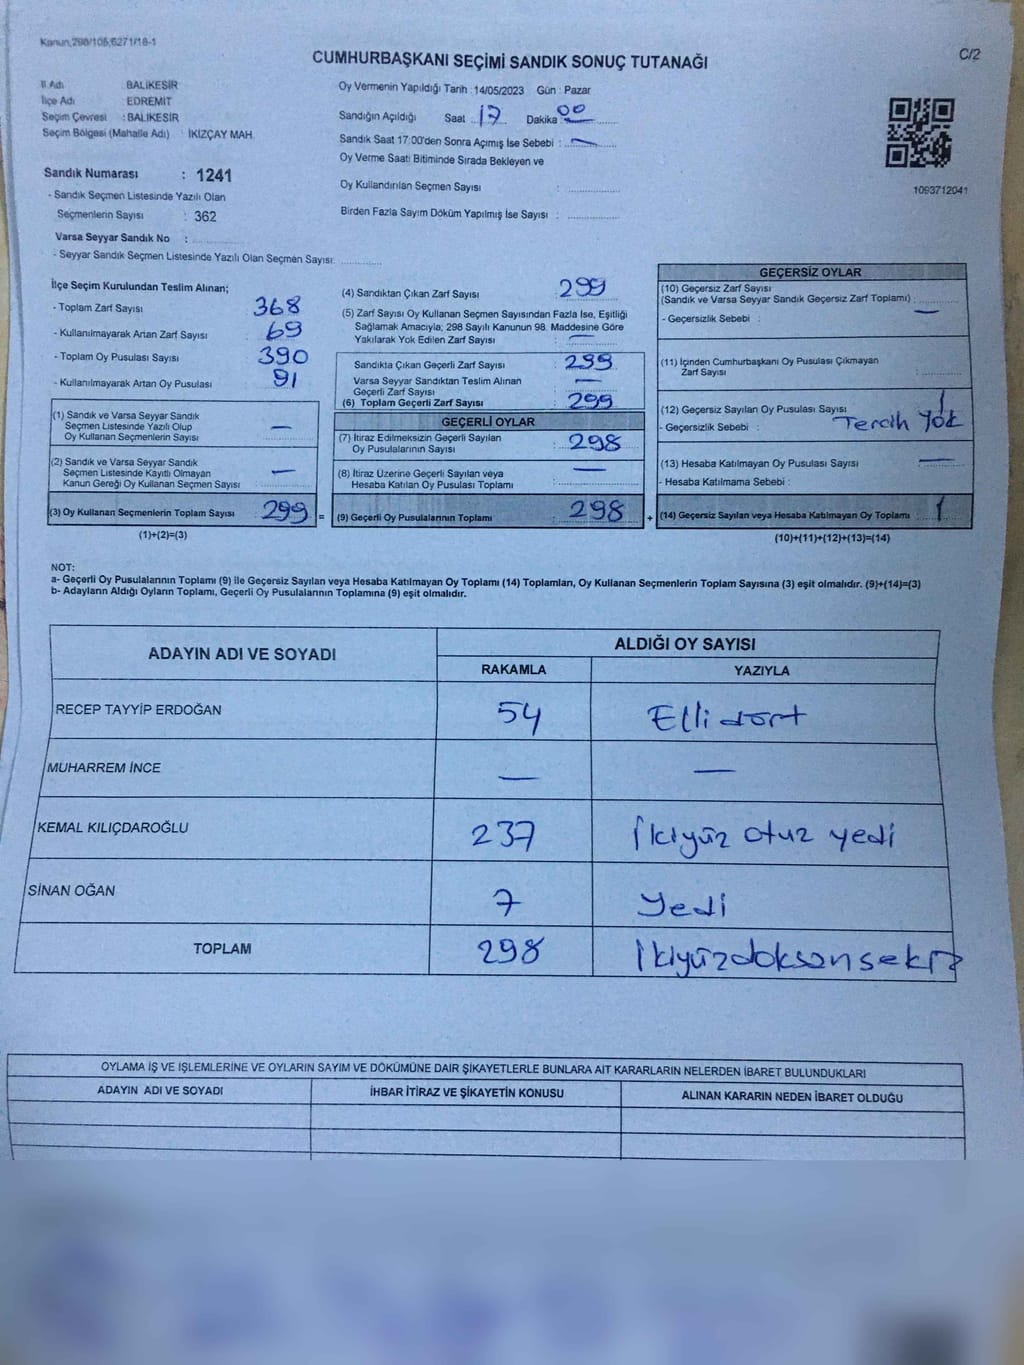 Kanun,298/105,6271/18-1
C/2
CUMHURBAŞKANI SEÇİMİ SANDIK SONUÇ TUTANAĞI
İl Adı : BALIKESİR
İlçe Adı : EDREMİT
Seçim Çevresi : BALIKESİR
Seçim Bölgesi (Mahalle Adı) : İKİZÇAY MAH.
Sandık Numarası : 1241
- Sandık Seçmen Listesinde Yazılı Olan
Seçmenlerin Sayısı : 362
Varsa Seyyar Sandık No :
- Seyyar Sandık Seçmen Listesinde Yazılı Olan Seçmen Sayısı:
Oy Vermenin Yapıldığı Tarih : 14/05/2023 Gün : Pazar
Sandığın Açıldığı Saat 17 Dakika 00
Sandık Saat 17:00'den Sonra Açımış İse Sebebi : —
Oy Verme Saati Bitiminde Sırada Bekleyen ve
Oy Kullandırılan Seçmen Sayısı :
Birden Fazla Sayım Döküm Yapılmış İse Sayısı :
1093712041
İlçe Seçim Kurulundan Teslim Alınan;
- Toplam Zarf Sayısı : 368
- Kullanılmayarak Artan Zarf Sayısı : 69
- Toplam Oy Pusulası Sayısı : 390
- Kullanılmayarak Artan Oy Pusulası : 91
(1) Sandık ve Varsa Seyyar Sandık
Seçmen Listesinde Yazılı Olup
Oy Kullanan Seçmenlerin Sayısı : —
(2) Sandık ve Varsa Seyyar Sandık
Seçmen Listesinde Kayıtlı Olmayan
Kanun Gereği Oy Kullanan Seçmen Sayısı : —
(3) Oy Kullanan Seçmenlerin Toplam Sayısı : 299 =
(1)+(2)=(3)
(4) Sandıktan Çıkan Zarf Sayısı : 299
(5) Zarf Sayısı Oy Kullanan Seçmen Sayısından Fazla İse, Eşitliği
Sağlamak Amacıyla; 298 Sayılı Kanunun 98. Maddesine Göre
Yakılarak Yok Edilen Zarf Sayısı : —
Sandıkta Çıkan Geçerli Zarf Sayısı : 299
Varsa Seyyar Sandıktan Teslim Alınan
Geçerli Zarf Sayısı : —
(6) Toplam Geçerli Zarf Sayısı : 299
GEÇERLİ OYLAR
(7) İtiraz Edilmeksizin Geçerli Sayılan
Oy Pusulalarının Sayısı : 298
(8) İtiraz Üzerine Geçerli Sayılan veya
Hesaba Katılan Oy Pusulası Toplamı : —
(9) Geçerli Oy Pusulalarının Toplamı : 298 +
GEÇERSİZ OYLAR
(10) Geçersiz Zarf Sayısı
(Sandık ve Varsa Seyyar Sandık Geçersiz Zarf Toplamı) :
- Geçersizlik Sebebi : —
(11) İçinden Cumhurbaşkanı Oy Pusulası Çıkmayan
Zarf Sayısı :
(12) Geçersiz Sayılan Oy Pusulası Sayısı : 1
- Geçersizlik Sebebi : Tercih Yok
(13) Hesaba Katılmayan Oy Pusulası Sayısı : —
- Hesaba Katılmama Sebebi :
(14) Geçersiz Sayılan veya Hesaba Katılmayan Oy Toplamı : 1
(10)+(11)+(12)+(13)=(14)
NOT:
a- Geçerli Oy Pusulalarının Toplamı (9) ile Geçersiz Sayılan veya Hesaba Katılmayan Oy Toplamı (14) Toplamları, Oy Kullanan Seçmenlerin Toplam Sayısına (3) eşit olmalıdır. (9)+(14)=(3)
b- Adayların Aldığı Oyların Toplamı, Geçerli Oy Pusulalarının Toplamına (9) eşit olmalıdır.
ADAYIN ADI VE SOYADI
ALDIĞI OY SAYISI
RAKAMLA YAZIYLA
RECEP TAYYİP ERDOĞAN 54 Elli dört
MUHARREM İNCE — —
KEMAL KILIÇDAROĞLU 237 İkiyüz otuz yedi
SİNAN OĞAN 7 Yedi
TOPLAM 298 İkiyüzdoksansekiz
OYLAMA İŞ VE İŞLEMLERİNE VE OYLARIN SAYIM VE DÖKÜMÜNE DAİR ŞİKAYETLERLE BUNLARA AİT KARARLARIN NELERDEN İBARET BULUNDUKLARI
ADAYIN ADI VE SOYADI İHBAR İTİRAZ VE ŞİKAYETİN KONUSU ALINAN KARARIN NEDEN İBARET OLDUĞU